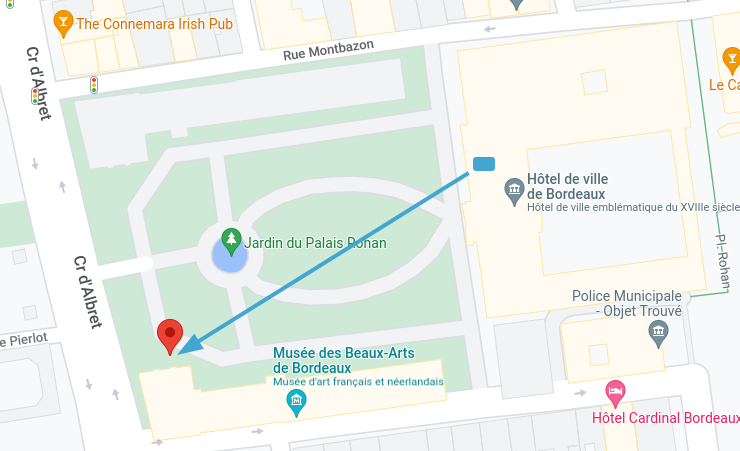 The Connemara Irish Pub
Rue Montbazon
Cr d'Albret
Le Ca
Hôtel de ville
de Bordeaux
Hôtel de ville emblématique du XVIIIe siècle
Jardin du Palais Rohan
Pl.-Rohan
Cr d'Albret
Police Municipale
- Objet Trouvé
e Pierlot
Musée des Beaux-Arts
de Bordeaux
Musée d'art français et néerlandais
Hôtel Cardinal Bordeaux